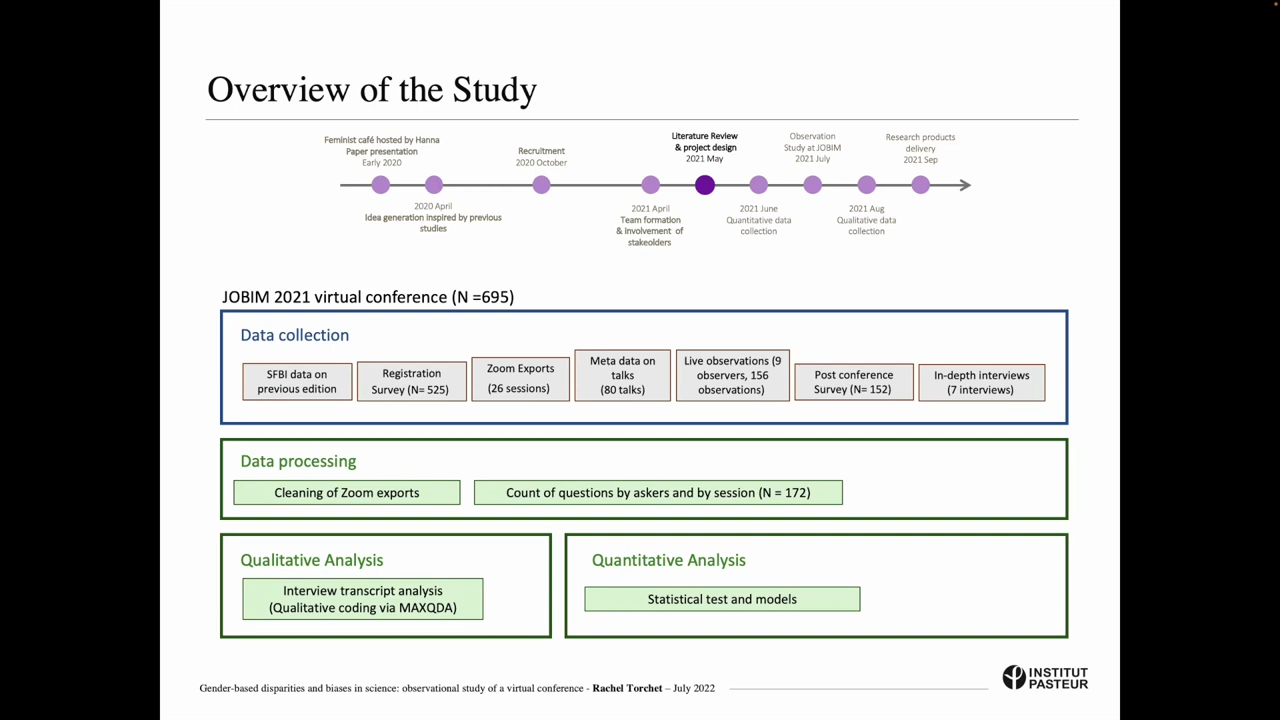 Overview of the Study
Feminist café hosted by Hanna
Paper presentation
Early 2020
2020 April
Idea generation inspired by previous
studies
Recruitment
2020 October
2021 April
Team formation
& involvement of
stakeolders
Literature Review
& project design
2021 May
2021 June
Quantitative data
collection
Observation
Study at JOBIM
2021 July
2021 Aug
Qualitative data
collection
Research products
delivery
2021 Sep
JOBIM 2021 virtual conference (N =695)
Data collection
SFBI data on
previous edition
Registration
Survey (N= 525)
Zoom Exports
(26 sessions)
Meta data on
talks
(80 talks)
Live observations (9
observers, 156
observations)
Post conference
Survey (N= 152)
In-depth interviews
(7 interviews)
Data processing
Cleaning of Zoom exports
Count of questions by askers and by session (N = 172)
Qualitative Analysis
Interview transcript analysis
(Qualitative coding via MAXQDA)
Quantitative Analysis
Statistical test and models
Gender-based disparities and biases in science: observational study of a virtual conference - Rachel Torchet – July 2022
INSTITUT
PASTEUR